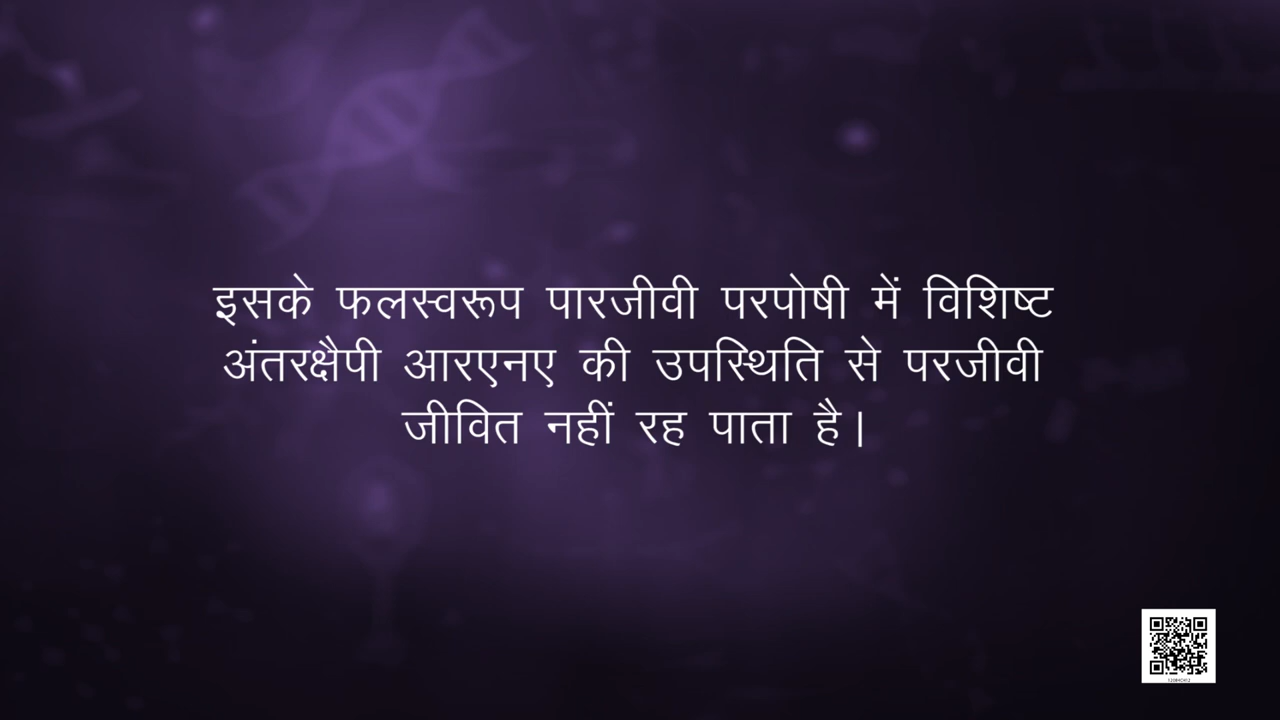 इसके फलस्वरूप पारजीवी परपोषी में विशिष्ट
अंतरक्षैपी आरएनए की उपस्थिति से परजीवी
जीवित नहीं रह पाता है।